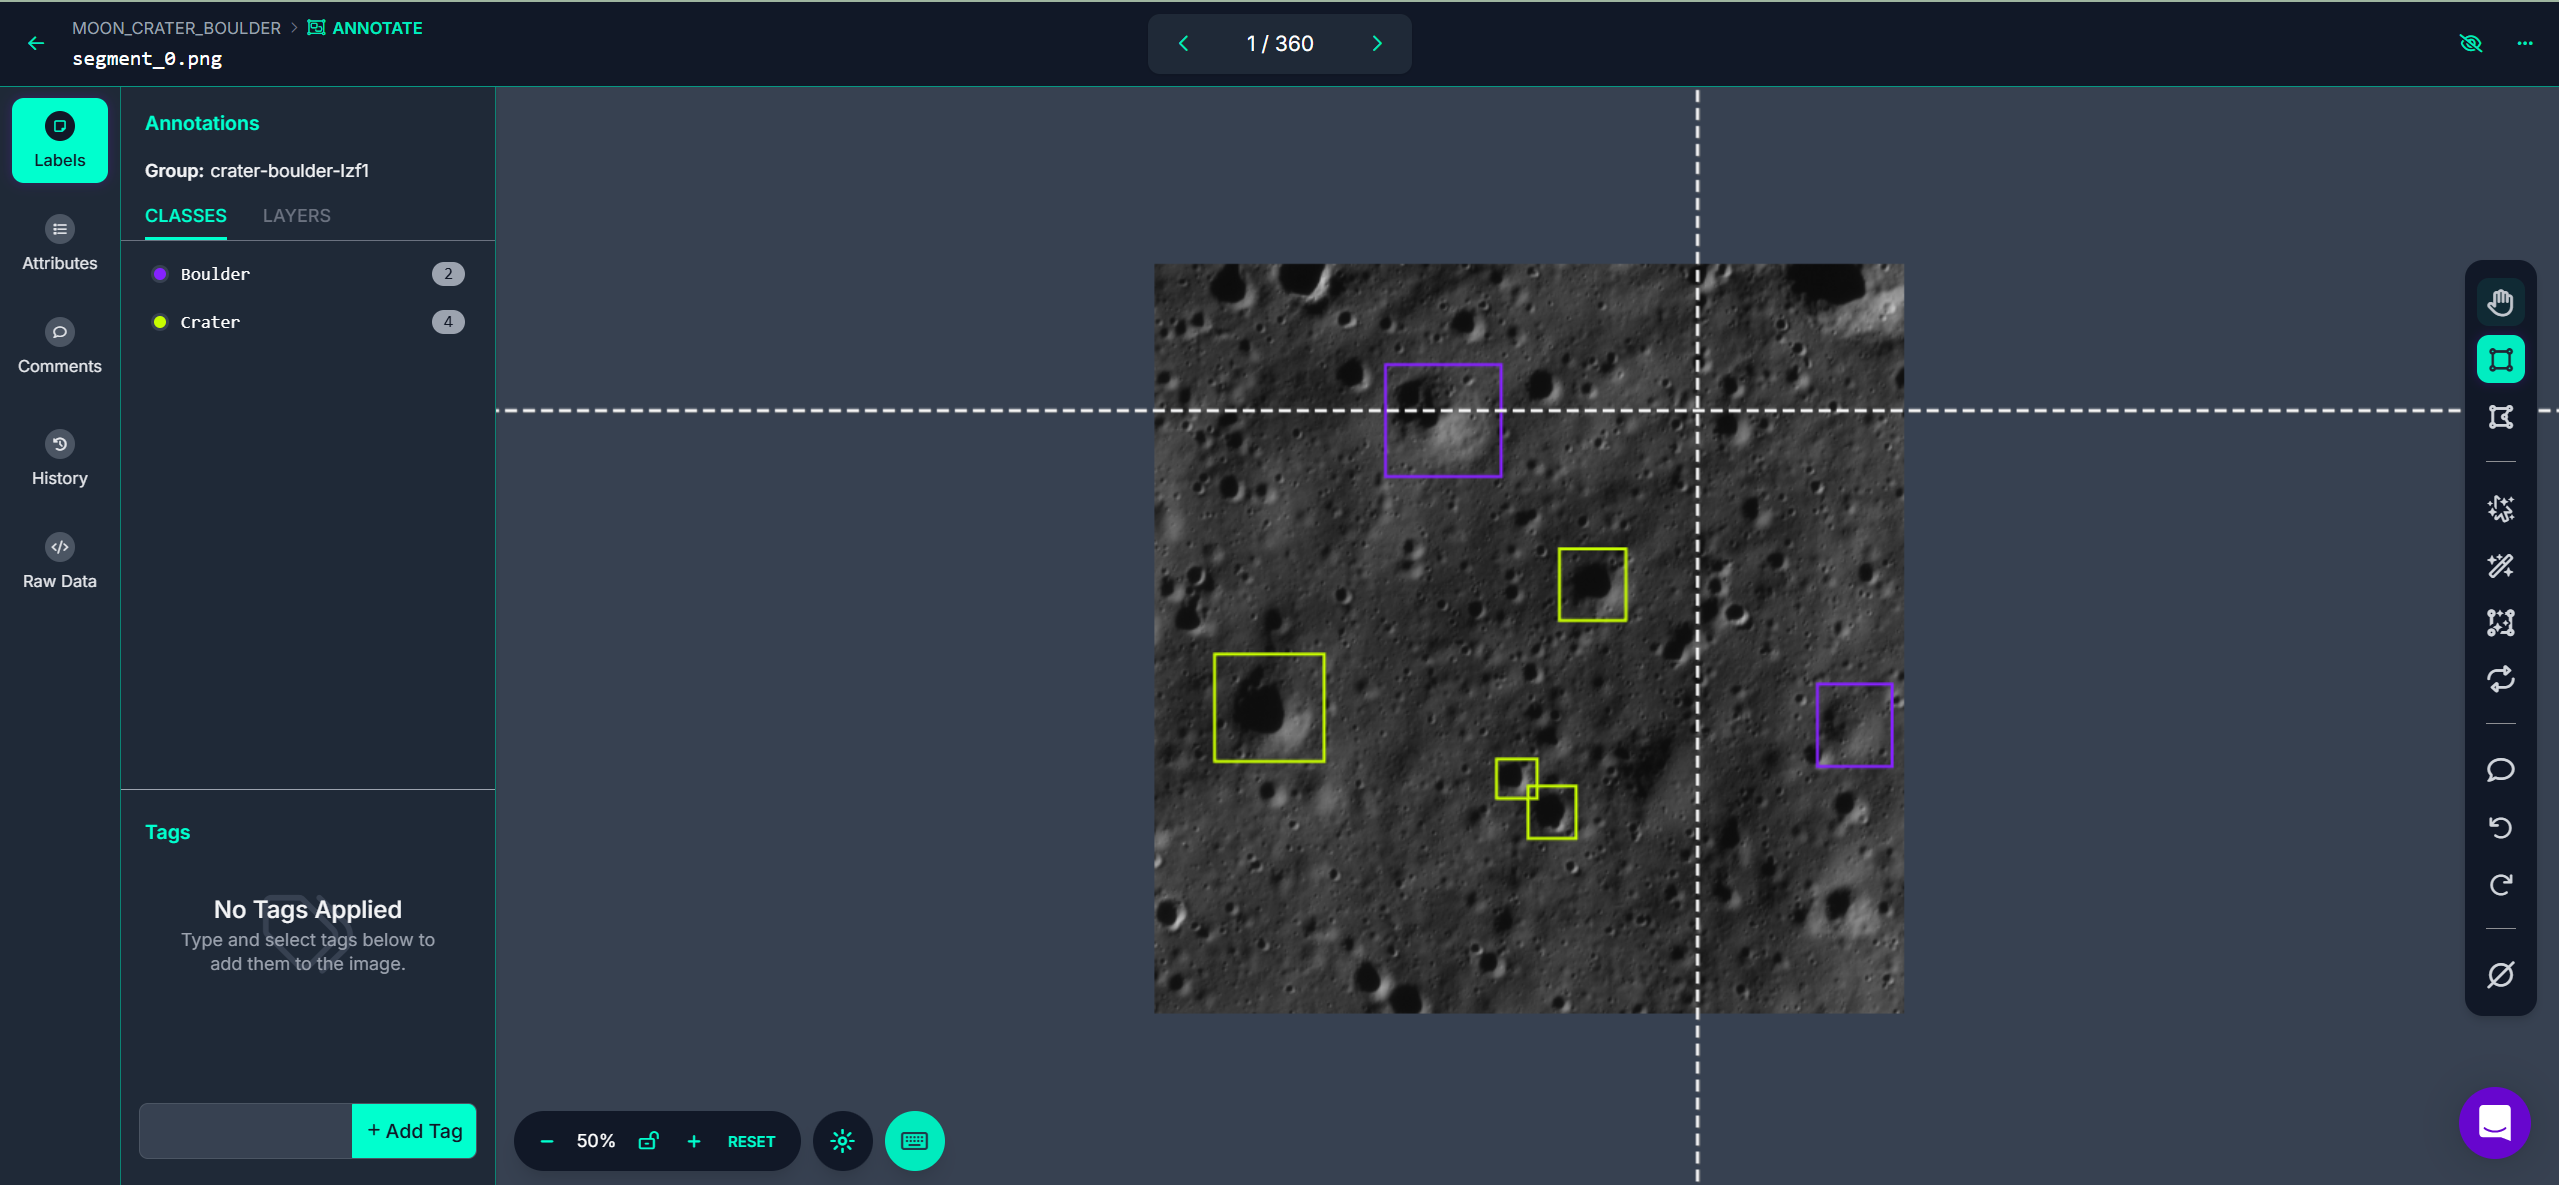 MOON_CRATER_BOULDER > ANNOTATE
segment_0.png
1 / 360
Labels
Attributes
Comments
History
Raw Data
Annotations
Group: crater-boulder-lzf1
CLASSES LAYERS
Boulder 2
Crater 4
Tags
No Tags Applied
Type and select tags below to
add them to the image.
+ Add Tag
50% RESET